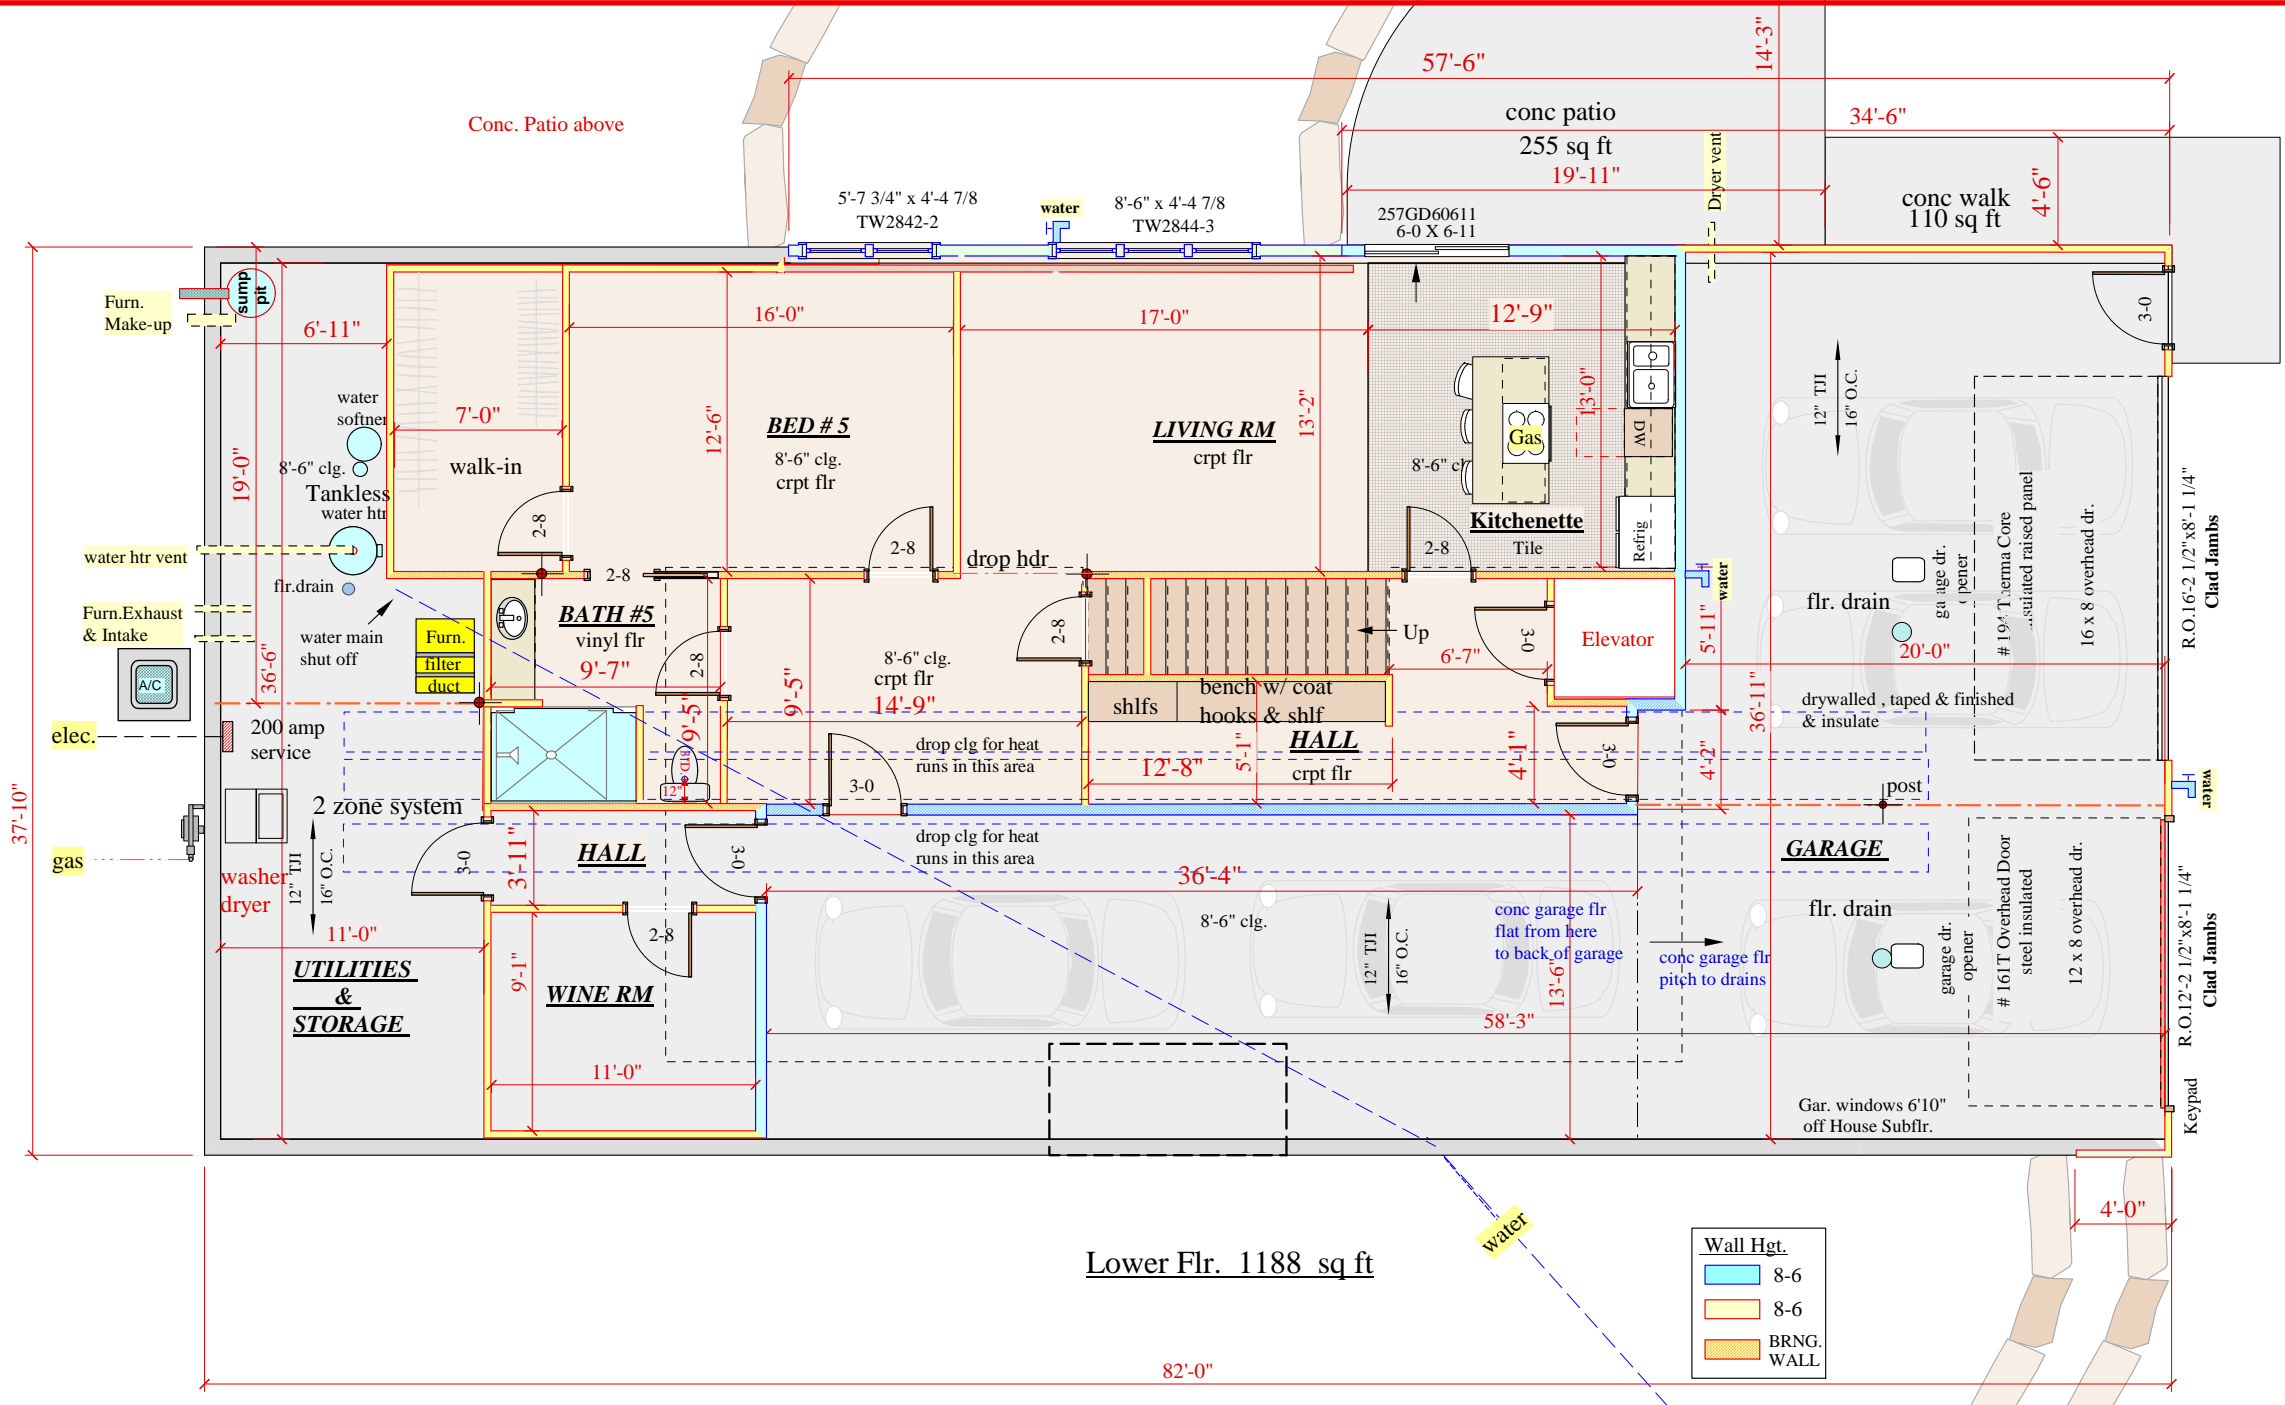 57'-6"
14'-3"
Conc. Patio above
conc patio
255 sq ft
34'-6"
19'-11"
Dryer vent
conc walk
110 sq ft
4'-6"
5'-7 3/4" x 4'-4 7/8
TW2842-2
water
8'-6" x 4'-4 7/8
TW2844-3
257GD60611
6-0 X 6-11
sump
pit
Furn.
Make-up
6'-11"
16'-0"
17'-0"
12'-9"
3-0
water
softner
7'-0"
12'-6"
BED # 5
8'-6" clg.
crpt flr
LIVING RM
crpt flr
13'-2"
13'-0"
Gas
DW
12" TJI
16" O.C.
8'-6" clg.
19'-0"
walk-in
Tankless
water htr
2-8
water htr vent
2-8
Kitchenette
Tile
2-8
Refrig
R.O.16'-2 1/2"x8'-1 1/4"
Clad Jambs
16 x 8 overhead dr.
flr.drain
2-8
drop hdr
water
Furn.Exhaust
& Intake
water main
shut off
Furn.
filter
duct
BATH #5
vinyl flr
9'-7"
2-8
8'-6" clg.
crpt flr
14'-9"
9'-5"
9'-5"
2-8
Up
6'-7"
3-0
Elevator
5'-11"
flr. drain
20'-0"
A/C
36'-6"
shlfs
bench w/ coat
hooks & shlf
36'-11"
drywalled , taped & finished
& insulate
elec.
200 amp
service
STD.
12"
drop clg for heat
runs in this area
HALL
crpt flr
12'-8"
5'-1"
4'-1"
3-0
4'-2"
post
water
37'-10"
2 zone system
3-0
gas
washer
dryer
12" TJI
16" O.C.
3-0
3'-11"
HALL
3-0
drop clg for heat
runs in this area
36'-4"
GARAGE
8'-6" clg.
12" TJI
16" O.C.
conc garage flr
flat from here
to back of garage
conc garage flr
pitch to drains
flr. drain
garage dr.
opener
# 161T Overhead Door
steel insulated
12 x 8 overhead dr.
R.O.12'-2 1/2"x8'-1 1/4"
Clad Jambs
11'-0"
UTILITIES
&
STORAGE
2-8
9'-1"
WINE RM
11'-0"
13'-6"
58'-3"
Gar. windows 6'10"
off House Subflr.
Keypad
4'-0"
water
Lower Flr. 1188 sq ft
Wall Hgt.
8-6
8-6
BRNG.
WALL
82'-0"